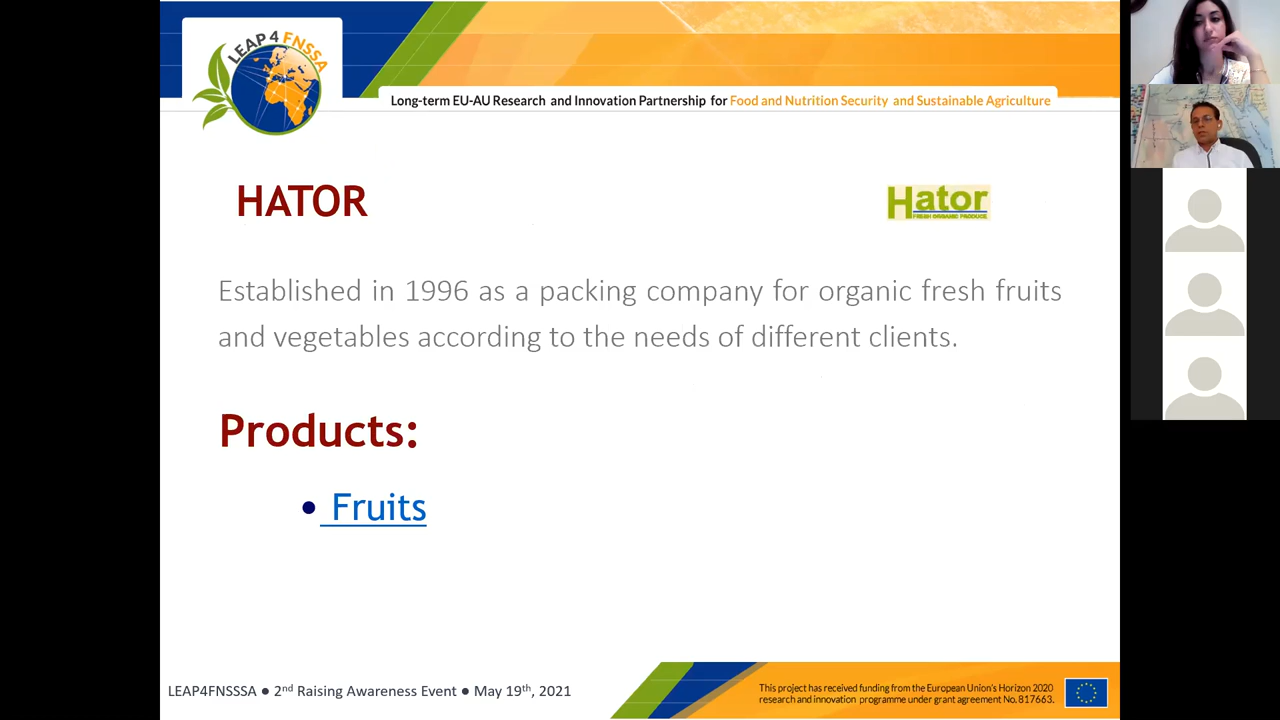 LEAP 4 FNSSA
Long-term EU-AU Research and Innovation Partnership for Food and Nutrition Security and Sustainable Agriculture
HATOR
Hator
FRESH ORGANIC PRODUCE
Established in 1996 as a packing company for organic fresh fruits
and vegetables according to the needs of different clients.
Products:
• Fruits
LEAP4FNSSSA ● 2nd Raising Awareness Event ● May 19th, 2021
This project has received funding from the European Union's Horizon 2020
research and innovation programme under grant agreement No. 817663.